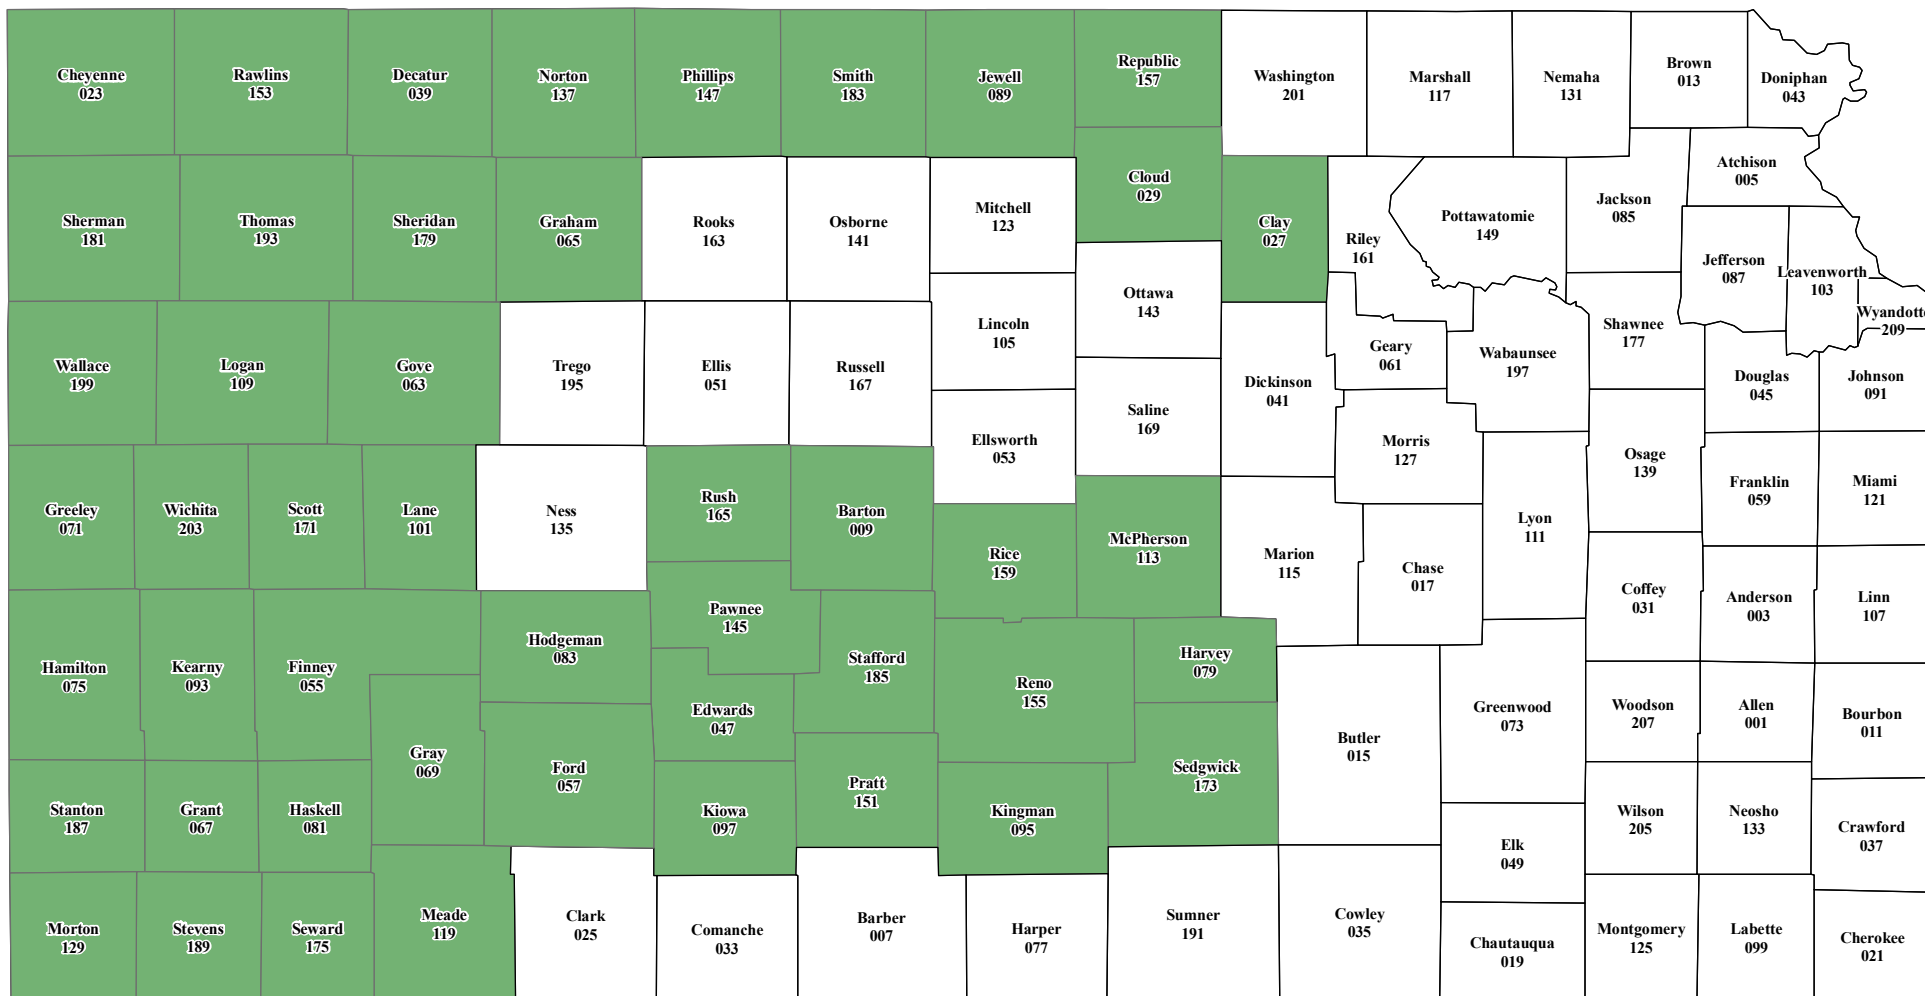 Cheyenne
023
Rawlins
153
Decatur
039
Norton
137
Phillips
147
Smith
183
Jewell
089
Republic
157
Washington
201
Marshall
117
Nemaha
131
Brown
013
Doniphan
043
Sherman
181
Thomas
193
Sheridan
179
Graham
065
Rooks
163
Osborne
141
Mitchell
123
Cloud
029
Clay
027
Riley
161
Pottawatomie
149
Jackson
085
Atchison
005
Jefferson
087
Leavenworth
103
Wyandotte
209
Wallace
199
Logan
109
Gove
063
Trego
195
Ellis
051
Russell
167
Lincoln
105
Ottawa
143
Dickinson
041
Geary
061
Wabaunsee
197
Shawnee
177
Douglas
045
Johnson
091
Ellsworth
053
Saline
169
Morris
127
Osage
139
Franklin
059
Miami
121
Greeley
071
Wichita
203
Scott
171
Lane
101
Ness
135
Rush
165
Barton
009
Rice
159
McPherson
113
Marion
115
Chase
017
Lyon
111
Coffey
031
Anderson
003
Linn
107
Hamilton
075
Kearny
093
Finney
055
Hodgeman
083
Pawnee
145
Stafford
185
Reno
155
Harvey
079
Edwards
047
Gray
069
Ford
057
Kiowa
097
Pratt
151
Kingman
095
Sedgwick
173
Butler
015
Greenwood
073
Woodson
207
Allen
001
Bourbon
011
Stanton
187
Grant
067
Haskell
081
Wilson
205
Neosho
133
Crawford
037
Elk
049
Morton
129
Stevens
189
Seward
175
Meade
119
Clark
025
Comanche
033
Barber
007
Harper
077
Sumner
191
Cowley
035
Chautauqua
019
Montgomery
125
Labette
099
Cherokee
021